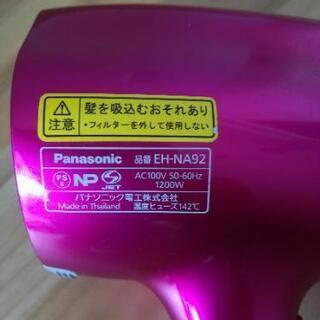 注意
髪を吸込むおそれあり
・フィルターを外して使用しない
Panasonic 品番 EH-NA92
PS E NP S JET
AC100V 50-60Hz
1200W
パナソニック電工株式会社
Made in Thailand 温度ヒューズ142℃